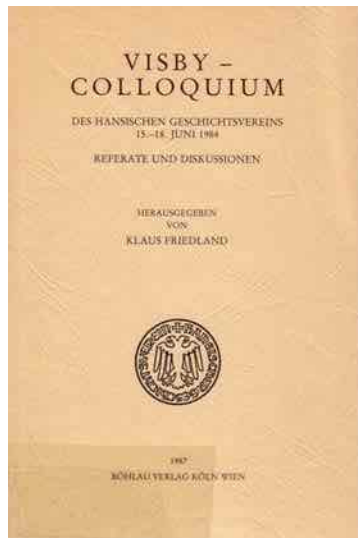 VISBY –
COLLOQUIUM
DES HANSISCHEN GESCHICHTSVEREINS
15.–18. JUNI 1984
REFERATE UND DISKUSSIONEN
HERAUSGEGEBEN
VON
KLAUS FRIEDLAND
1987
BÖHLAU VERLAG KÖLN WIEN